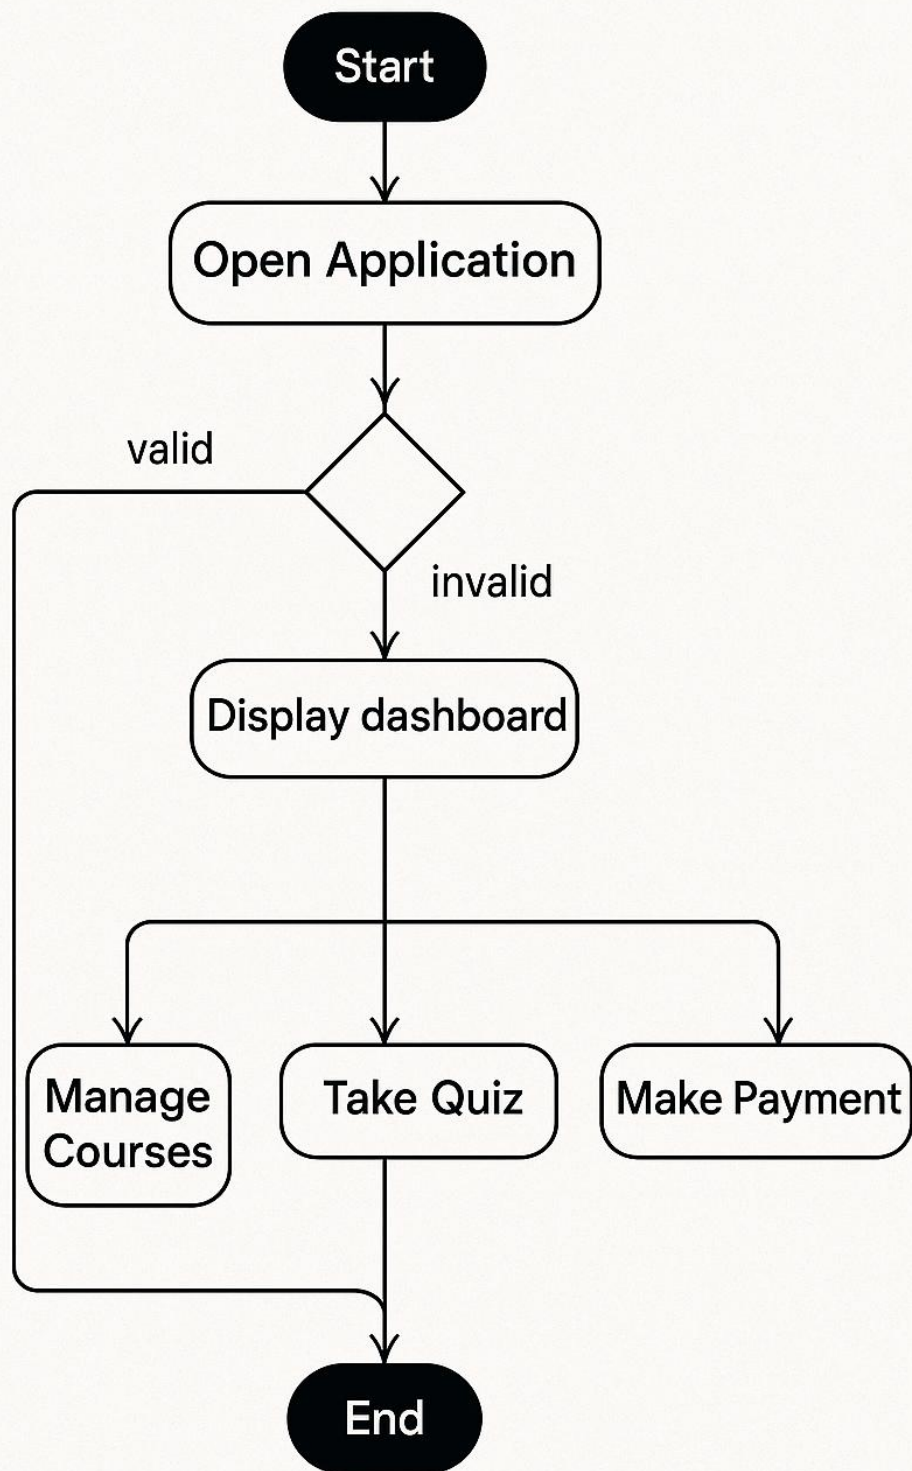 Start
Open Application
valid
invalid
Display dashboard
Manage
Courses
Take Quiz
Make Payment
End